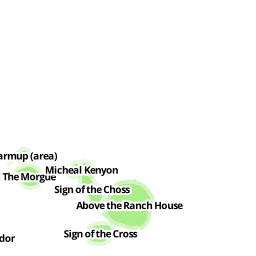 armup (area)
Micheal Kenyon
The Morgue
Sign of the Choss
Above the Ranch House
Sign of the Cross
dor